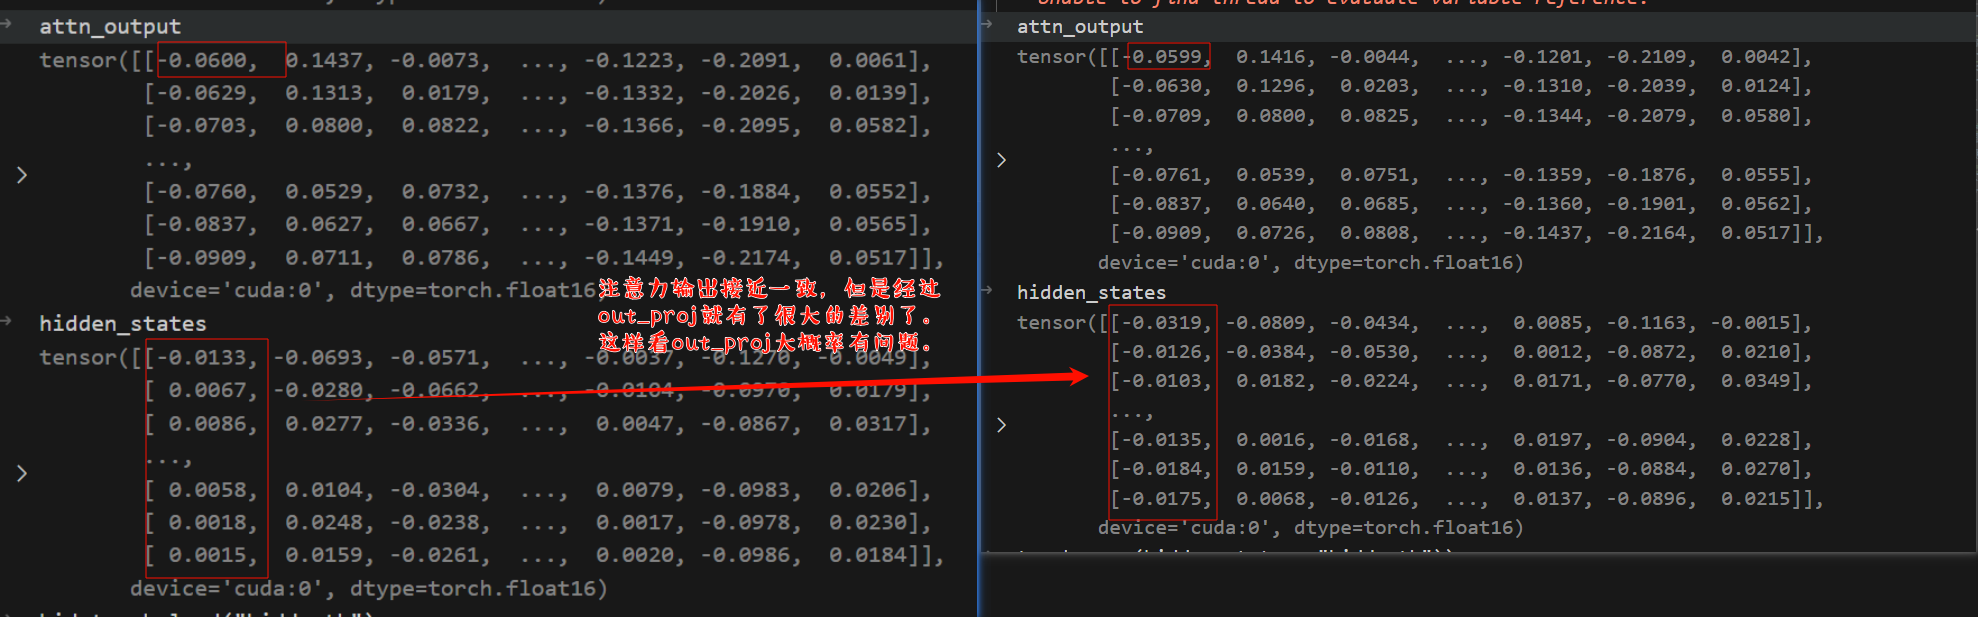 attn_output
tensor([[-0.0600, 0.1437, -0.0073, ..., -0.1223, -0.2091, 0.0061],
[-0.0629, 0.1313, 0.0179, ..., -0.1332, -0.2026, 0.0139],
[-0.0703, 0.0800, 0.0822, ..., -0.1366, -0.2095, 0.0582],
...,
[-0.0760, 0.0529, 0.0732, ..., -0.1376, -0.1884, 0.0552],
[-0.0837, 0.0627, 0.0667, ..., -0.1371, -0.1910, 0.0565],
[-0.0909, 0.0711, 0.0786, ..., -0.1449, -0.2174, 0.0517]],
device='cuda:0', dtype=torch.float16)
hidden_states
tensor([[-0.0133, -0.0693, -0.0571, ..., -0.0037, -0.1270, -0.0049],
[ 0.0067, -0.0280, -0.0662, ..., -0.0104, -0.0970, 0.0179],
[ 0.0086, 0.0277, -0.0336, ..., 0.0047, -0.0867, 0.0317],
...,
[ 0.0058, 0.0104, -0.0304, ..., 0.0079, -0.0983, 0.0206],
[ 0.0018, 0.0248, -0.0238, ..., 0.0017, -0.0978, 0.0230],
[ 0.0015, 0.0159, -0.0261, ..., 0.0020, -0.0986, 0.0184]],
device='cuda:0', dtype=torch.float16)
注意力输出接近一致，但是经过
out_proj就有了很大的差别了。
这样看out_proj大概率有问题。
attn_output
tensor([[-0.0599, 0.1416, -0.0044, ..., -0.1201, -0.2109, 0.0042],
[-0.0630, 0.1296, 0.0203, ..., -0.1310, -0.2039, 0.0124],
[-0.0709, 0.0800, 0.0825, ..., -0.1344, -0.2079, 0.0580],
...,
[-0.0761, 0.0539, 0.0751, ..., -0.1359, -0.1876, 0.0555],
[-0.0837, 0.0640, 0.0685, ..., -0.1360, -0.1901, 0.0562],
[-0.0909, 0.0726, 0.0808, ..., -0.1437, -0.2164, 0.0517]],
device='cuda:0', dtype=torch.float16)
hidden_states
tensor([[-0.0319, -0.0809, -0.0434, ..., 0.0085, -0.1163, -0.0015],
[-0.0126, -0.0384, -0.0530, ..., 0.0012, -0.0872, 0.0210],
[-0.0103, 0.0182, -0.0224, ..., 0.0171, -0.0770, 0.0349],
...,
[-0.0135, 0.0016, -0.0168, ..., 0.0197, -0.0904, 0.0228],
[-0.0184, 0.0159, -0.0110, ..., 0.0136, -0.0884, 0.0270],
[-0.0175, 0.0068, -0.0126, ..., 0.0137, -0.0896, 0.0215]],
device='cuda:0', dtype=torch.float16)